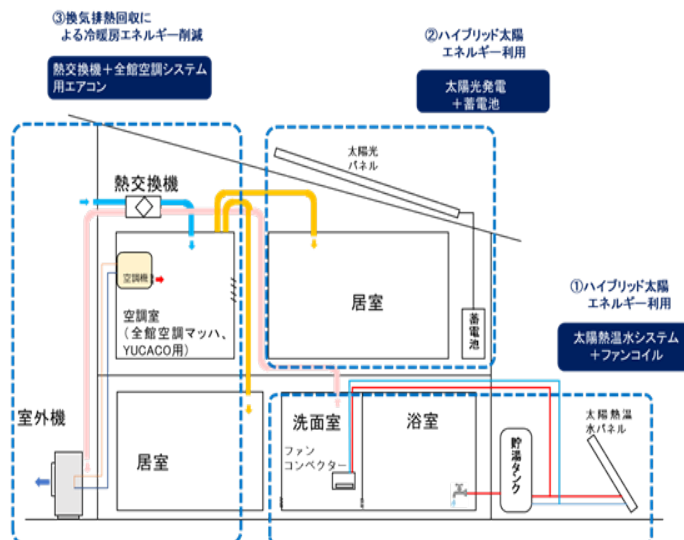 ③換気排熱回収に
よる冷暖房エネルギー削減
熱交換機＋全館空調システム
用エアコン
②ハイブリッド太陽
エネルギー利用
太陽光発電
＋蓄電池
太陽光
パネル
熱交換機
空調機
空調室
（全館空調マッハ、
YUCACO用）
居室
蓄電池
①ハイブリッド太陽
エネルギー利用
太陽熱温水システム
＋ファンコイル
室外機
居室
洗面室
ファン
コンベクター
浴室
貯湯タンク
太陽熱温
水パネル